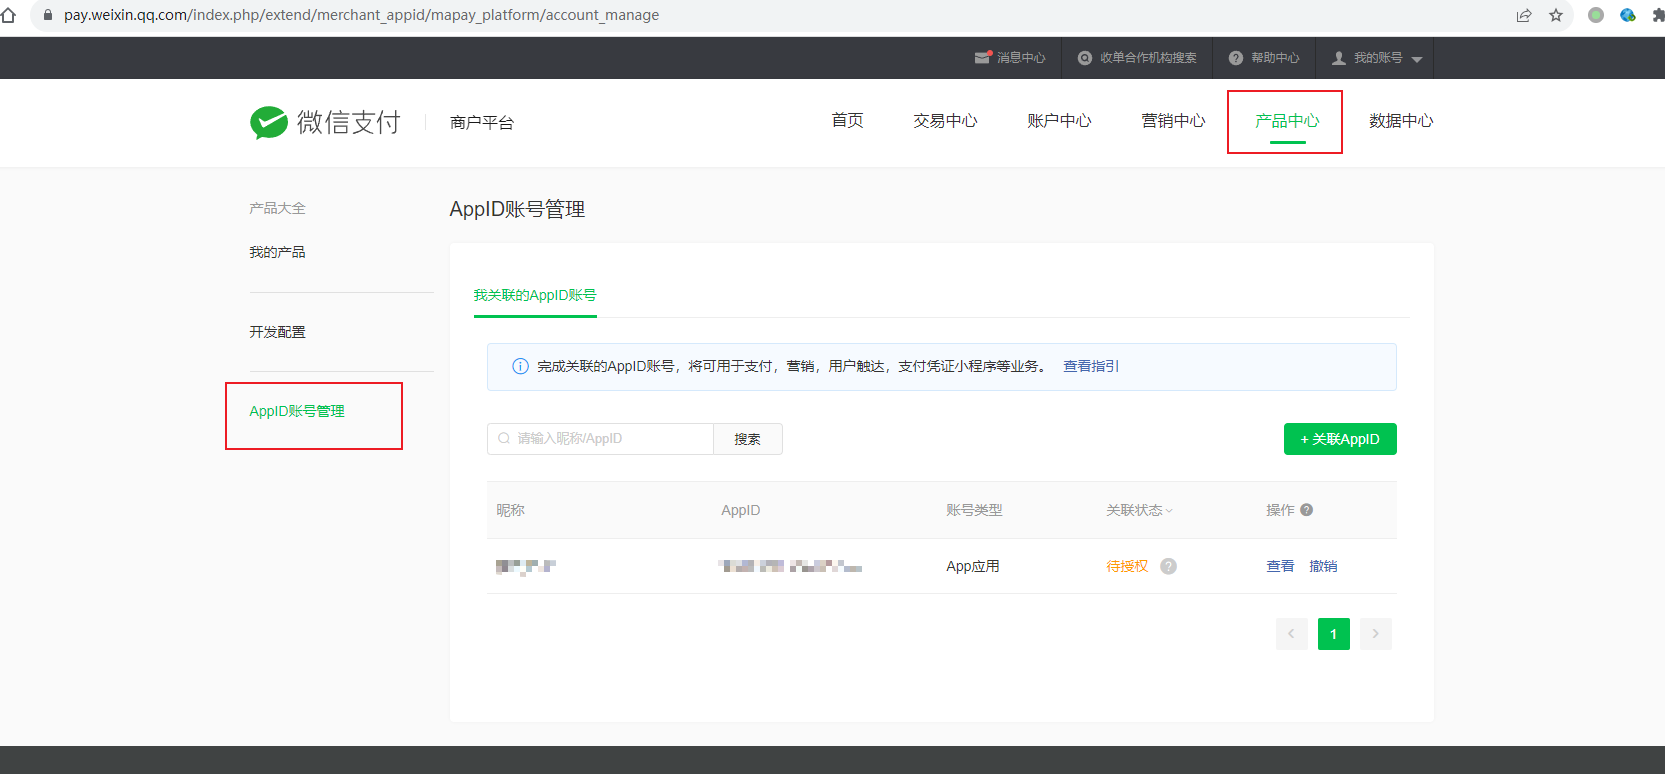 pay.weixin.qq.com/index.php/extend/merchant_appid/mapay_platform/account_manage
消息中心 收单合作机构搜索 帮助中心 我的账号
微信支付 商户平台 首页 交易中心 账户中心 营销中心 产品中心 数据中心
产品大全
我的产品
开发配置
AppID账号管理
AppID账号管理
我关联的AppID账号
完成关联的AppID账号，将可用于支付，营销，用户触达，支付凭证小程序等业务。 查看指引
请输入昵称/AppID 搜索 + 关联AppID
昵称 AppID 账号类型 关联状态 操作
App应用 待授权 查看 撤销
1